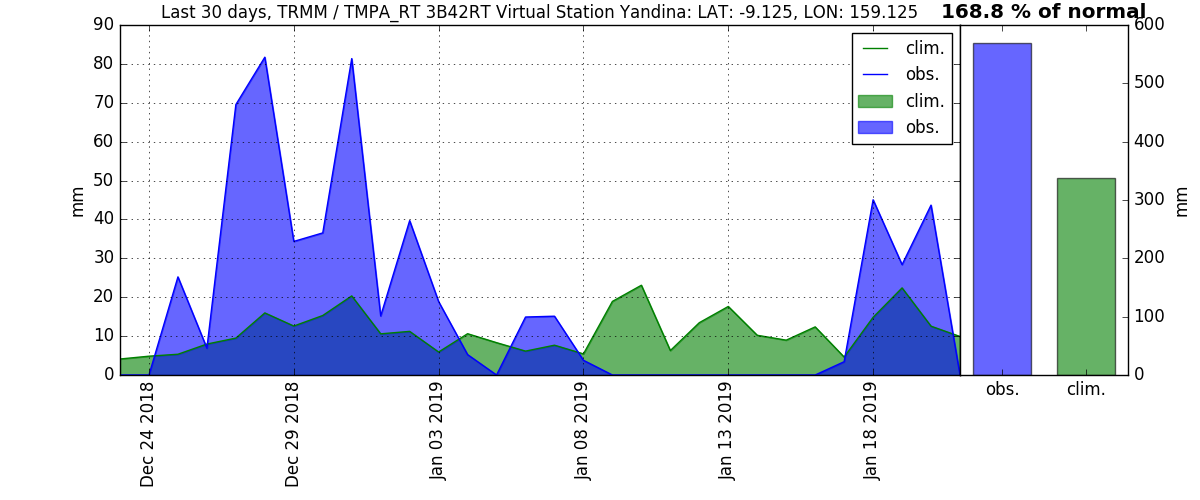 Last 30 days, TRMM / TMPA_RT 3B42RT Virtual Station Yandina: LAT: -9.125, LON: 159.125
168.8 % of normal
90
80
70
60
50
40
30
20
10
0
mm
clim.
obs.
clim.
obs.
Dec 24 2018
Dec 29 2018
Jan 03 2019
Jan 08 2019
Jan 13 2019
Jan 18 2019
600
500
400
300
200
100
0
mm
obs.
clim.